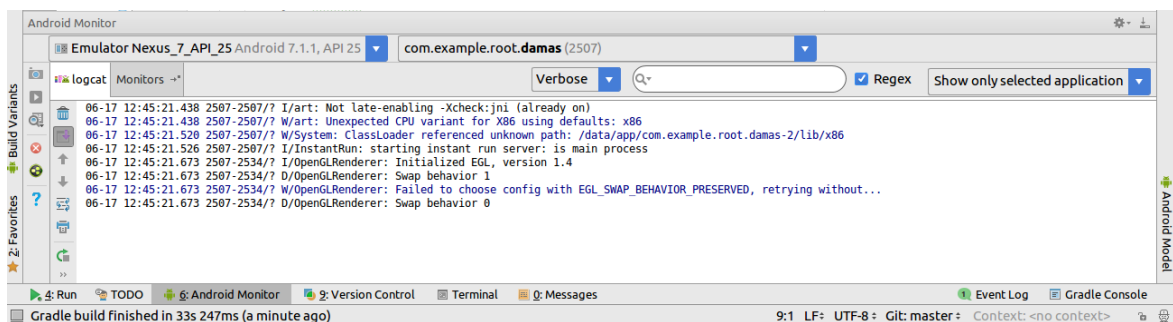 Android Monitor
Emulator Nexus_7_API_25 Android 7.1.1, API 25 com.example.root.damas (2507)
logcat Monitors Verbose Regex Show only selected application
06-17 12:45:21.438 2507-2507/? I/art: Not late-enabling -Xcheck:jni (already on)
06-17 12:45:21.438 2507-2507/? W/art: Unexpected CPU variant for X86 using defaults: x86
06-17 12:45:21.520 2507-2507/? W/System: ClassLoader referenced unknown path: /data/app/com.example.root.damas-2/lib/x86
06-17 12:45:21.526 2507-2507/? I/InstantRun: starting instant run server: is main process
06-17 12:45:21.673 2507-2534/? I/OpenGLRenderer: Initialized EGL, version 1.4
06-17 12:45:21.673 2507-2534/? D/OpenGLRenderer: Swap behavior 1
06-17 12:45:21.673 2507-2534/? W/OpenGLRenderer: Failed to choose config with EGL_SWAP_BEHAVIOR_PRESERVED, retrying without...
06-17 12:45:21.673 2507-2534/? D/OpenGLRenderer: Swap behavior 0
Build Variants
2: Favorites
Android Model
4: Run TODO 6: Android Monitor 9: Version Control Terminal 0: Messages 1 Event Log Gradle Console
Gradle build finished in 33s 247ms (a minute ago) 9:1 LF UTF-8 Git: master Context: <no context>